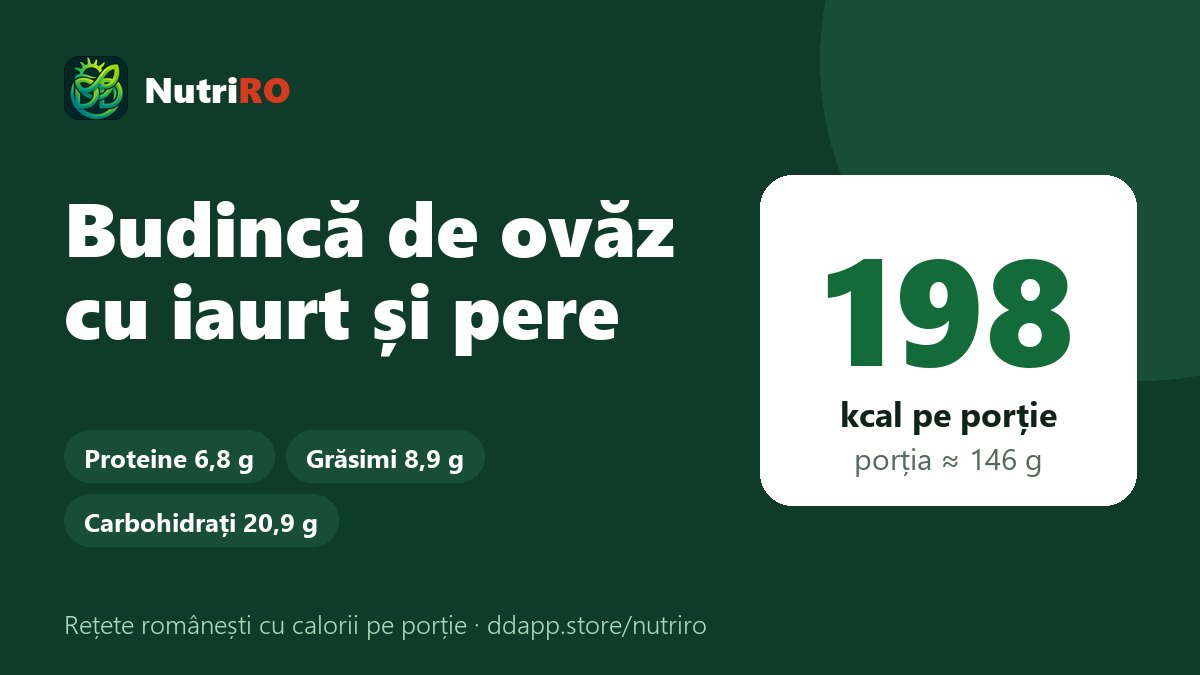 NutriRO
Budincă de ovăz
cu iaurt și pere
Proteine 6,8 g
Grăsimi 8,9 g
Carbohidrați 20,9 g
198
kcal pe porție
porția ≈ 146 g
Rețete românești cu calorii pe porție · ddapp.store/nutriro